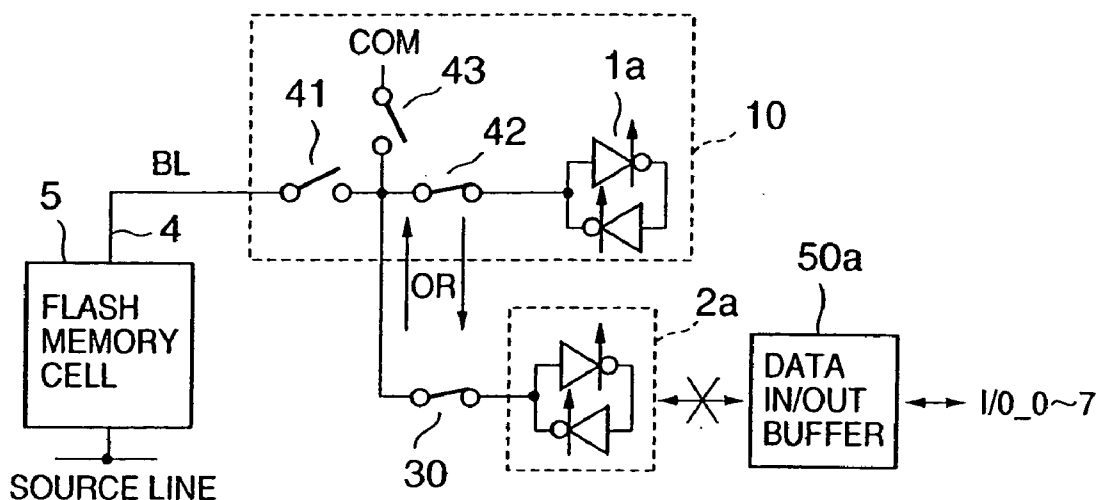 COM
43
1a
41
42
10
BL
5
4
OR
50a
FLASH
MEMORY
CELL
2a
DATA
IN/OUT
BUFFER
I/0_0~7
30
SOURCE LINE